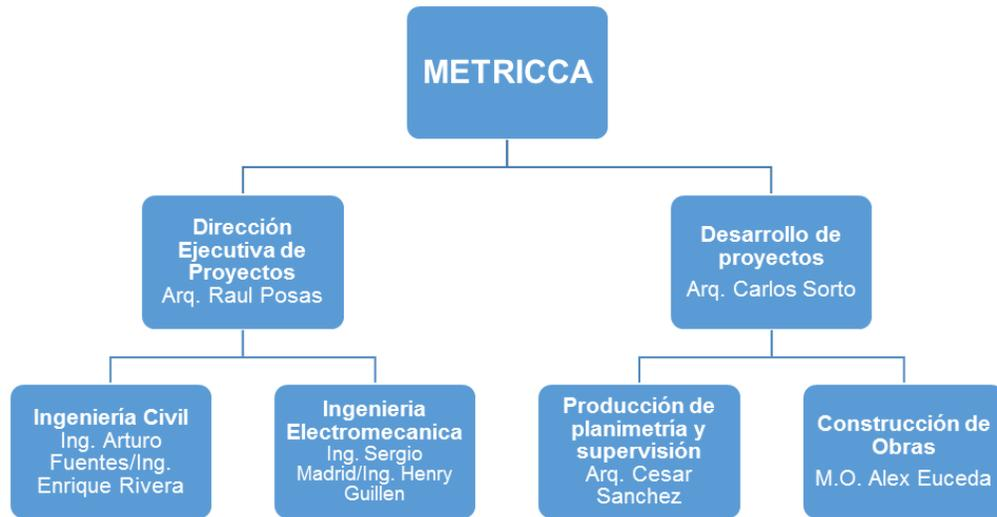 METRICCA
Dirección
Ejecutiva de
Proyectos
Arq. Raul Posas
Desarrollo de
proyectos
Arq. Carlos Sorto
Ingeniería Civil
Ing. Arturo
Fuentes/Ing.
Enrique Rivera
Ingenieria
Electromecanica
Ing. Sergio
Madrid/Ing. Henry
Guillen
Producción de
planimetría y
supervisión
Arq. Cesar
Sanchez
Construcción de
Obras
M.O. Alex Euceda